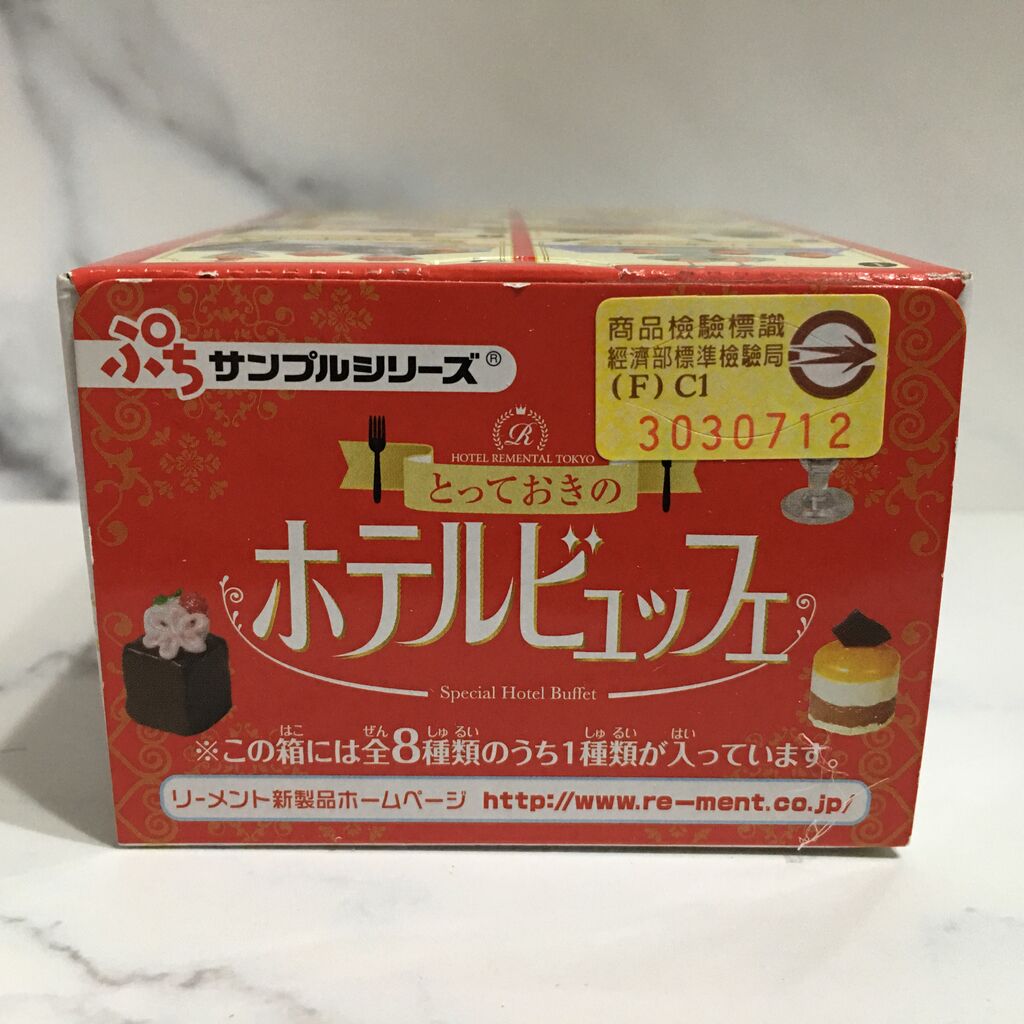 ぷちサンプルシリーズ®
商品檢驗標識
經濟部標準檢驗局
(F) C1
3030712
R
HOTEL REMENTAL TOKYO
とっておきの
ホテルビュッフェ
Special Hotel Buffet
はこ ぜん しゅ るい しゅ るい はい
※この箱には全8種類のうち1種類が入っています。
リーメント新製品ホームページ http://www.re-ment.co.jp/